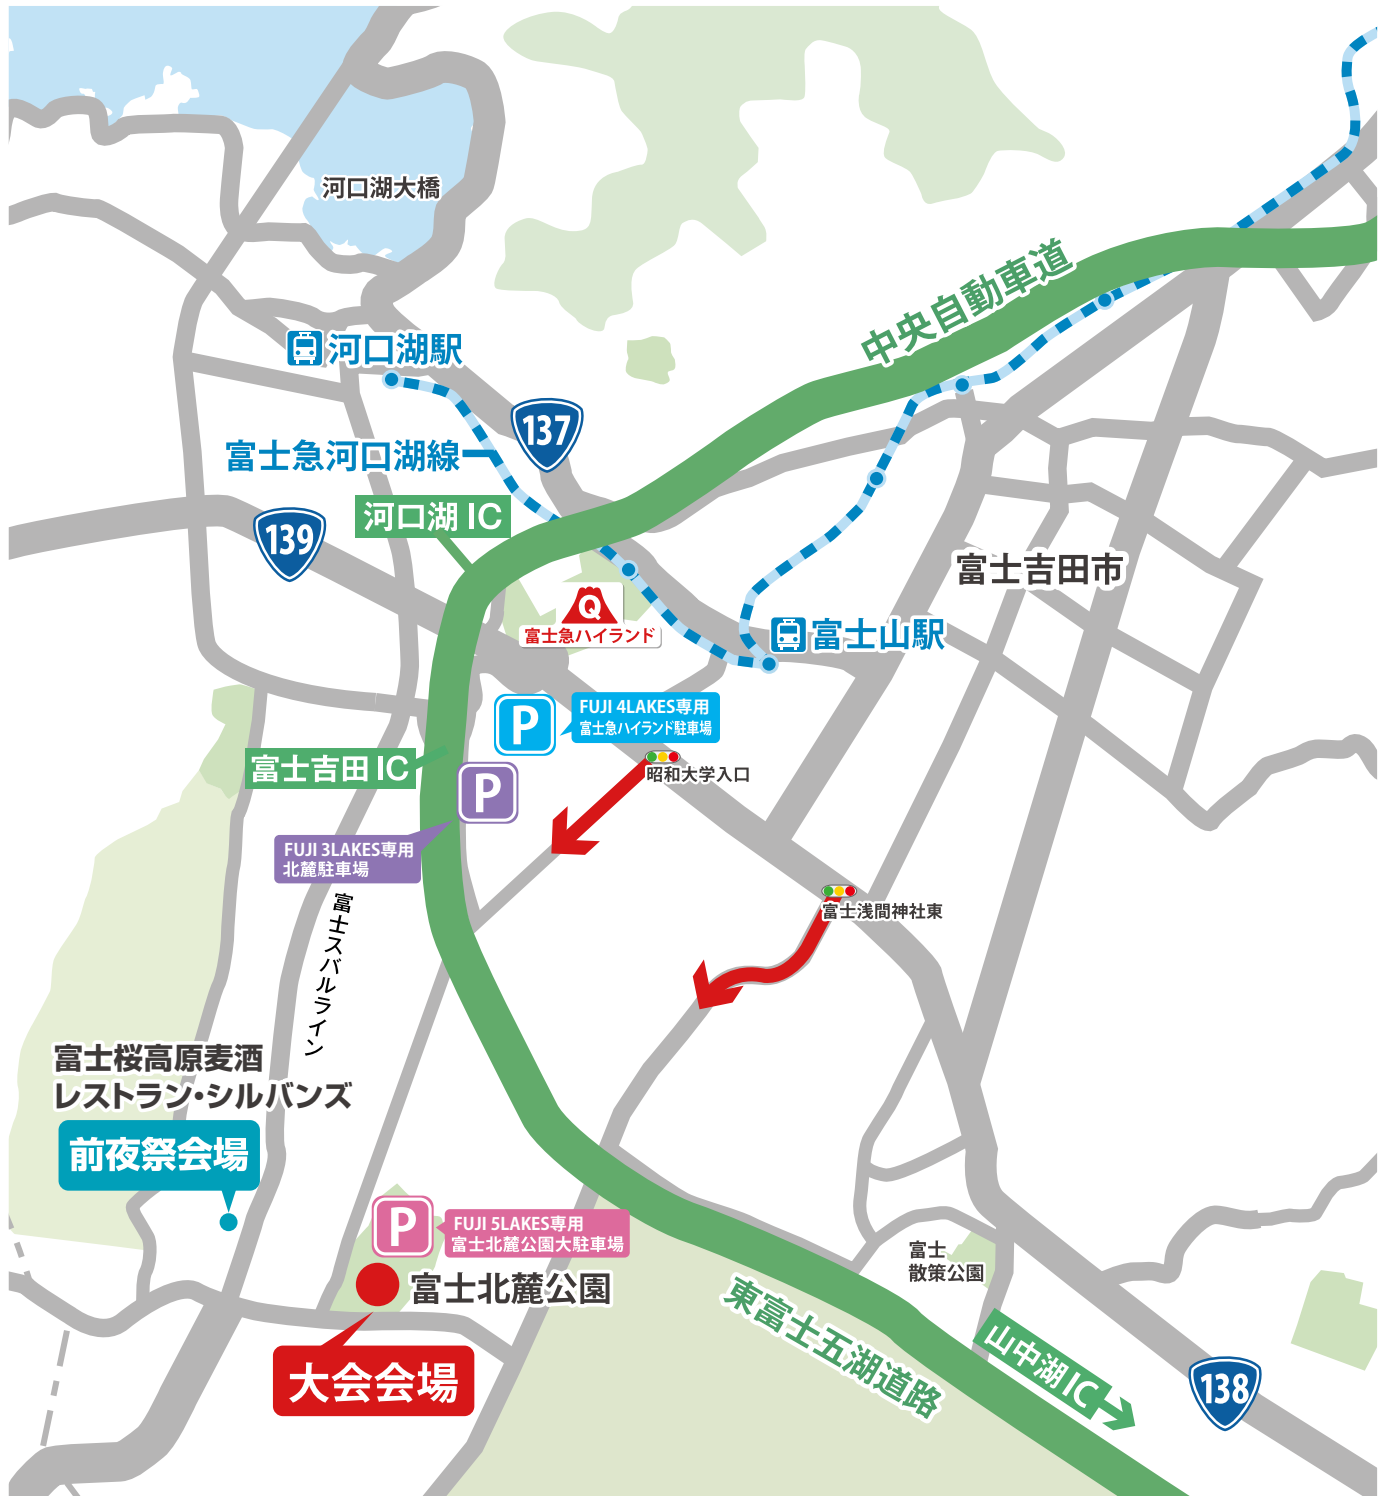 河口湖大橋
中央自動車道
河口湖駅
137
富士急河口湖線
河口湖 IC
139
富士吉田市
Q
富士急ハイランド
富士山駅
P
FUJI 4LAKES専用
富士急ハイランド駐車場
富士吉田 IC
昭和大学入口
P
FUJI 3LAKES専用
北麓駐車場
富士スバルライン
富士浅間神社東
富士桜高原麦酒
レストラン・シルバンズ
前夜祭会場
P
FUJI 5LAKES専用
富士北麓公園大駐車場
富士
散策公園
富士北麓公園
東富士五湖道路
山中湖 IC
大会会場
138